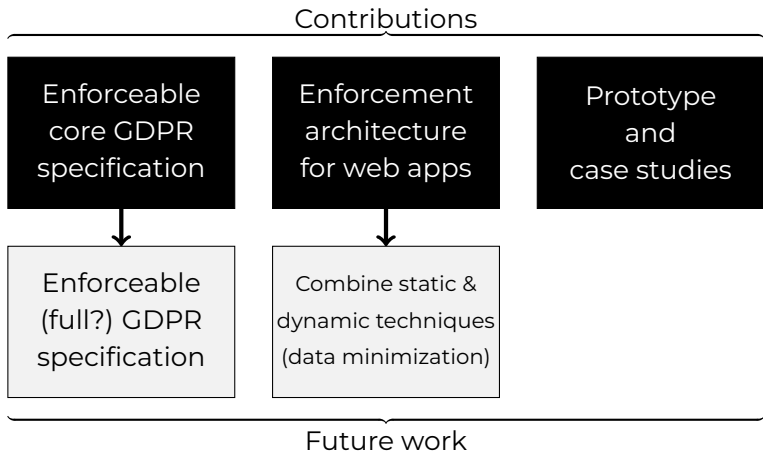 Contributions
Enforceable
core GDPR
specification
Enforcement
architecture
for web apps
Prototype
and
case studies
Enforceable
(full?) GDPR
specification
Combine static &
dynamic techniques
(data minimization)
Future work